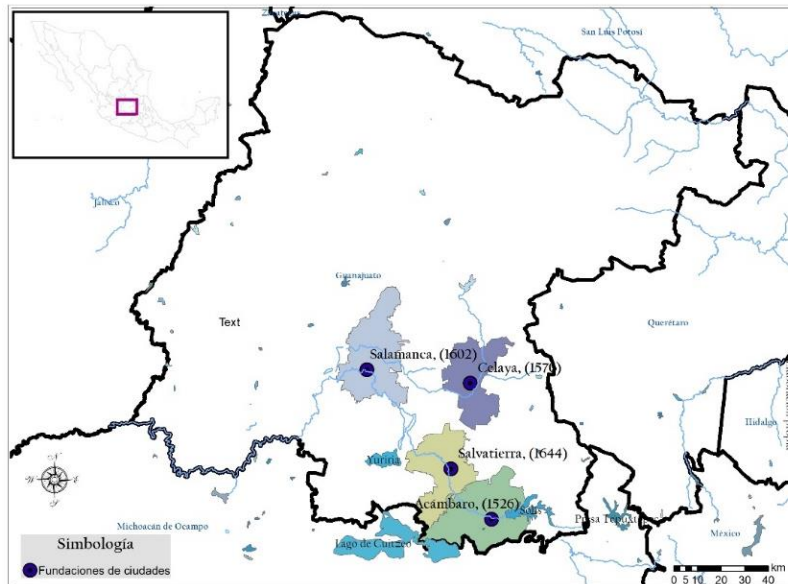 Zacatecas
San Luis Potosí
Jalisco
Guanajuato
Text
Querétaro
Salamanca, (1602)
Celaya, (1570)
Hidalgo
Salvatierra, (1644)
Yuriria
N
W E
S
Acámbaro, (1526)
Solís
Michoacán de Ocampo
México
Lago de Cuitzeo
Simbología
Fundaciones de ciudades
km
0 5 10 20 30 40